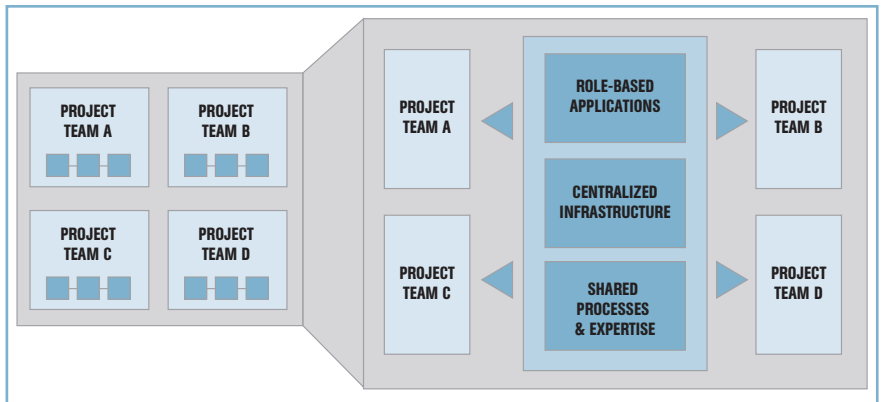 PROJECT
TEAM A
PROJECT
TEAM B
PROJECT
TEAM C
PROJECT
TEAM D
PROJECT
TEAM A
ROLE-BASED
APPLICATIONS
PROJECT
TEAM B
CENTRALIZED
INFRASTRUCTURE
PROJECT
TEAM C
SHARED
PROCESSES
& EXPERTISE
PROJECT
TEAM D